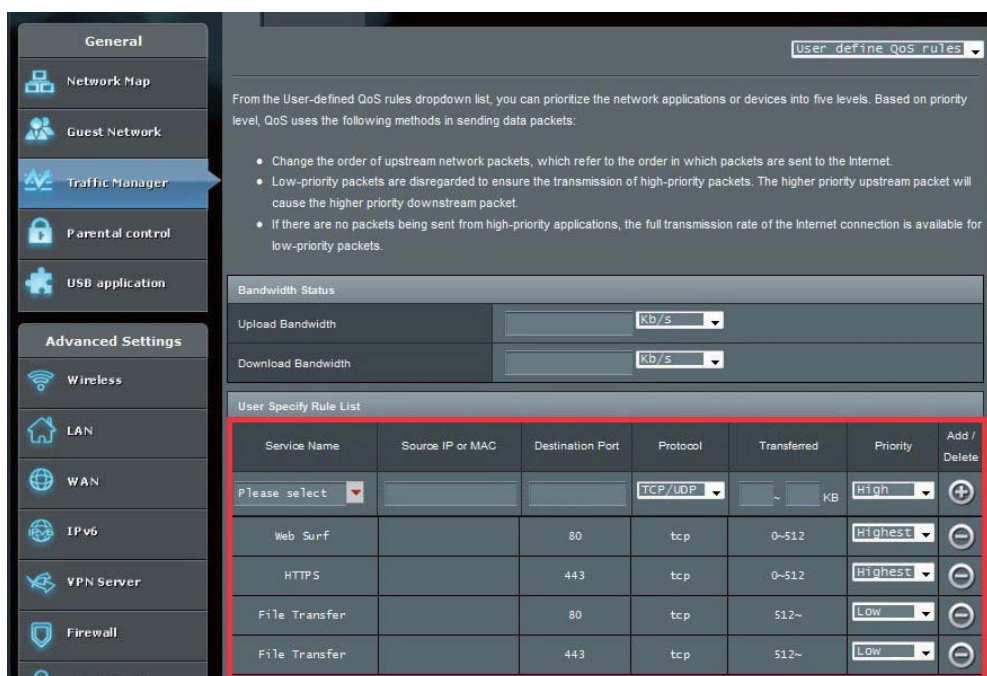 General
Network Map
Guest Network
Traffic Manager
Parental control
USB application
Advanced Settings
Wireless
LAN
WAN
IPv6
VPN Server
Firewall
User define QoS rules
From the User-defined QoS rules dropdown list, you can prioritize the network applications or devices into five levels. Based on priority
level, QoS uses the following methods in sending data packets:
● Change the order of upstream network packets, which refer to the order in which packets are sent to the Internet.
● Low-priority packets are disregarded to ensure the transmission of high-priority packets. The higher priority upstream packet will
cause the higher priority downstream packet.
● If there are no packets being sent from high-priority applications, the full transmission rate of the Internet connection is available for
low-priority packets.
Bandwidth Status
Upload Bandwidth Kb/s
Download Bandwidth Kb/s
User Specify Rule List
Service Name Source IP or MAC Destination Port Protocol Transferred Priority Add / Delete
Please select TCP/UDP ~ KB High
Web Surf 80 tcp 0~512 Highest
HTTPS 443 tcp 0~512 Highest
File Transfer 80 tcp 512~ Low
File Transfer 443 tcp 512~ Low